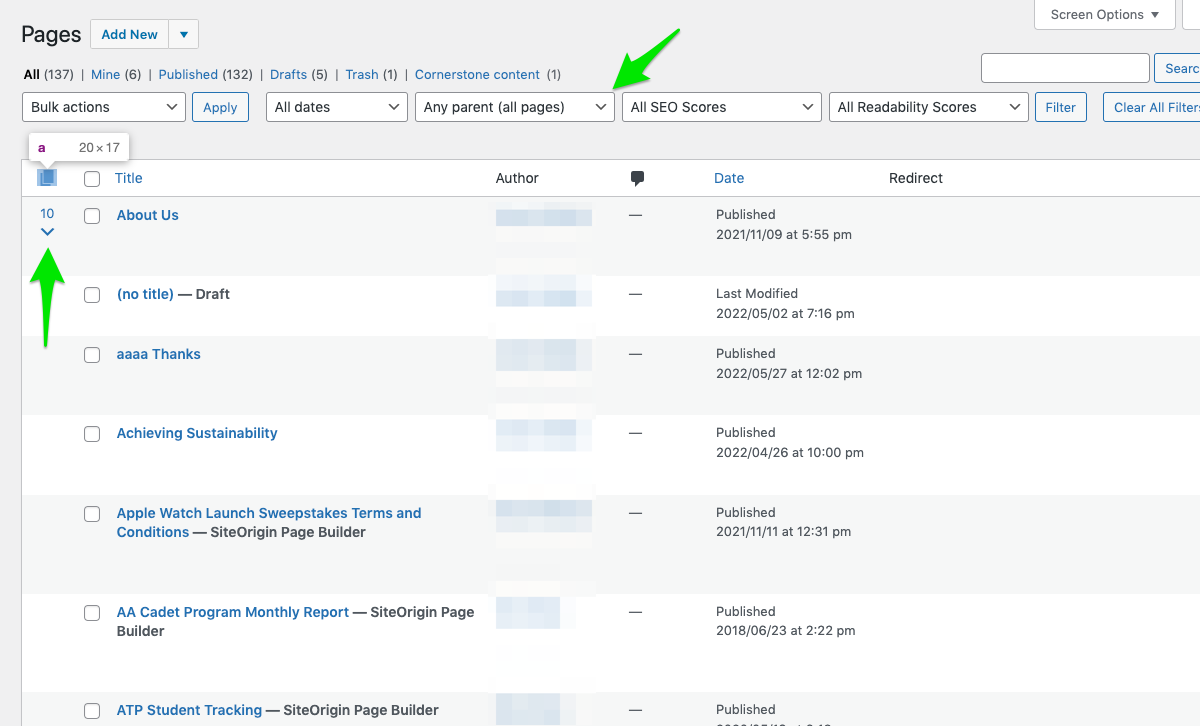 Screen Options ▼
Pages Add New ▼
All (137) | Mine (6) | Published (132) | Drafts (5) | Trash (1) | Cornerstone content (1)
Searc
Bulk actions Apply All dates Any parent (all pages) All SEO Scores All Readability Scores Filter Clear All Filters
a 20 × 17
Title Author Date Redirect
10 About Us — Published
2021/11/09 at 5:55 pm
(no title) — Draft — Last Modified
2022/05/02 at 7:16 pm
aaaa Thanks — Published
2022/05/27 at 12:02 pm
Achieving Sustainability — Published
2022/04/26 at 10:00 pm
Apple Watch Launch Sweepstakes Terms and — Published
Conditions — SiteOrigin Page Builder 2021/11/11 at 12:31 pm
AA Cadet Program Monthly Report — SiteOrigin Page — Published
Builder 2018/06/23 at 2:22 pm
ATP Student Tracking — SiteOrigin Page Builder — Published